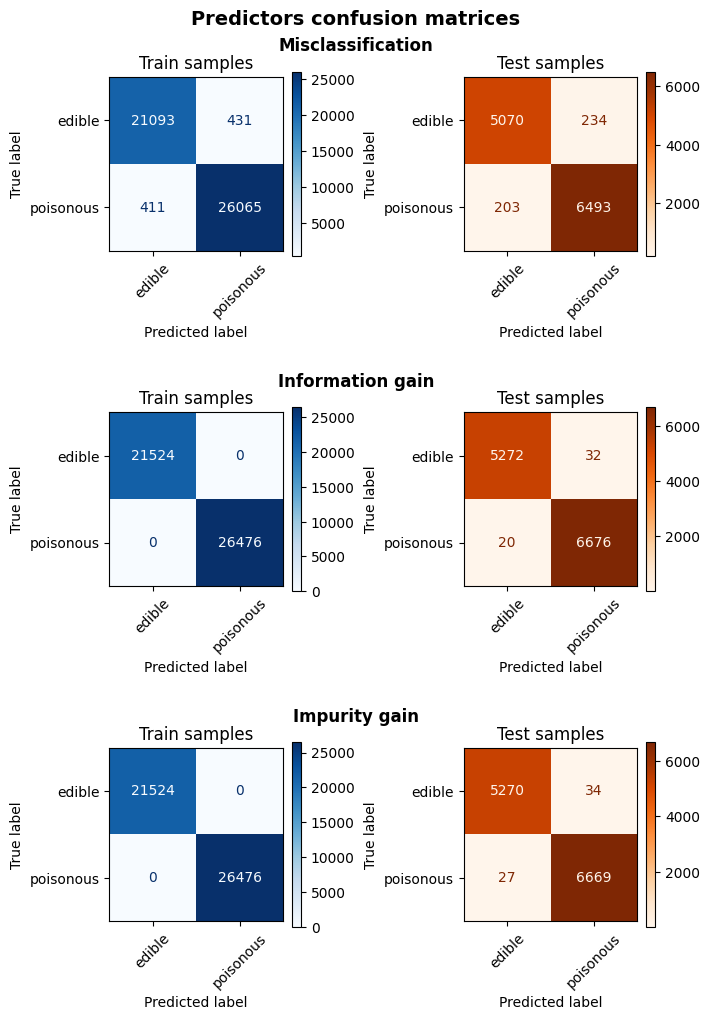 Predictors confusion matrices
Misclassification
Train samples
Test samples
True label
edible
poisonous
21093
431
411
26065
edible
poisonous
Predicted label
25000
20000
15000
10000
5000
True label
edible
poisonous
5070
234
203
6493
edible
poisonous
Predicted label
6000
4000
2000
Information gain
Train samples
Test samples
True label
edible
poisonous
21524
0
0
26476
edible
poisonous
Predicted label
25000
20000
15000
10000
5000
0
True label
edible
poisonous
5272
32
20
6676
edible
poisonous
Predicted label
6000
4000
2000
Impurity gain
Train samples
Test samples
True label
edible
poisonous
21524
0
0
26476
edible
poisonous
Predicted label
25000
20000
15000
10000
5000
0
True label
edible
poisonous
5270
34
27
6669
edible
poisonous
Predicted label
6000
4000
2000